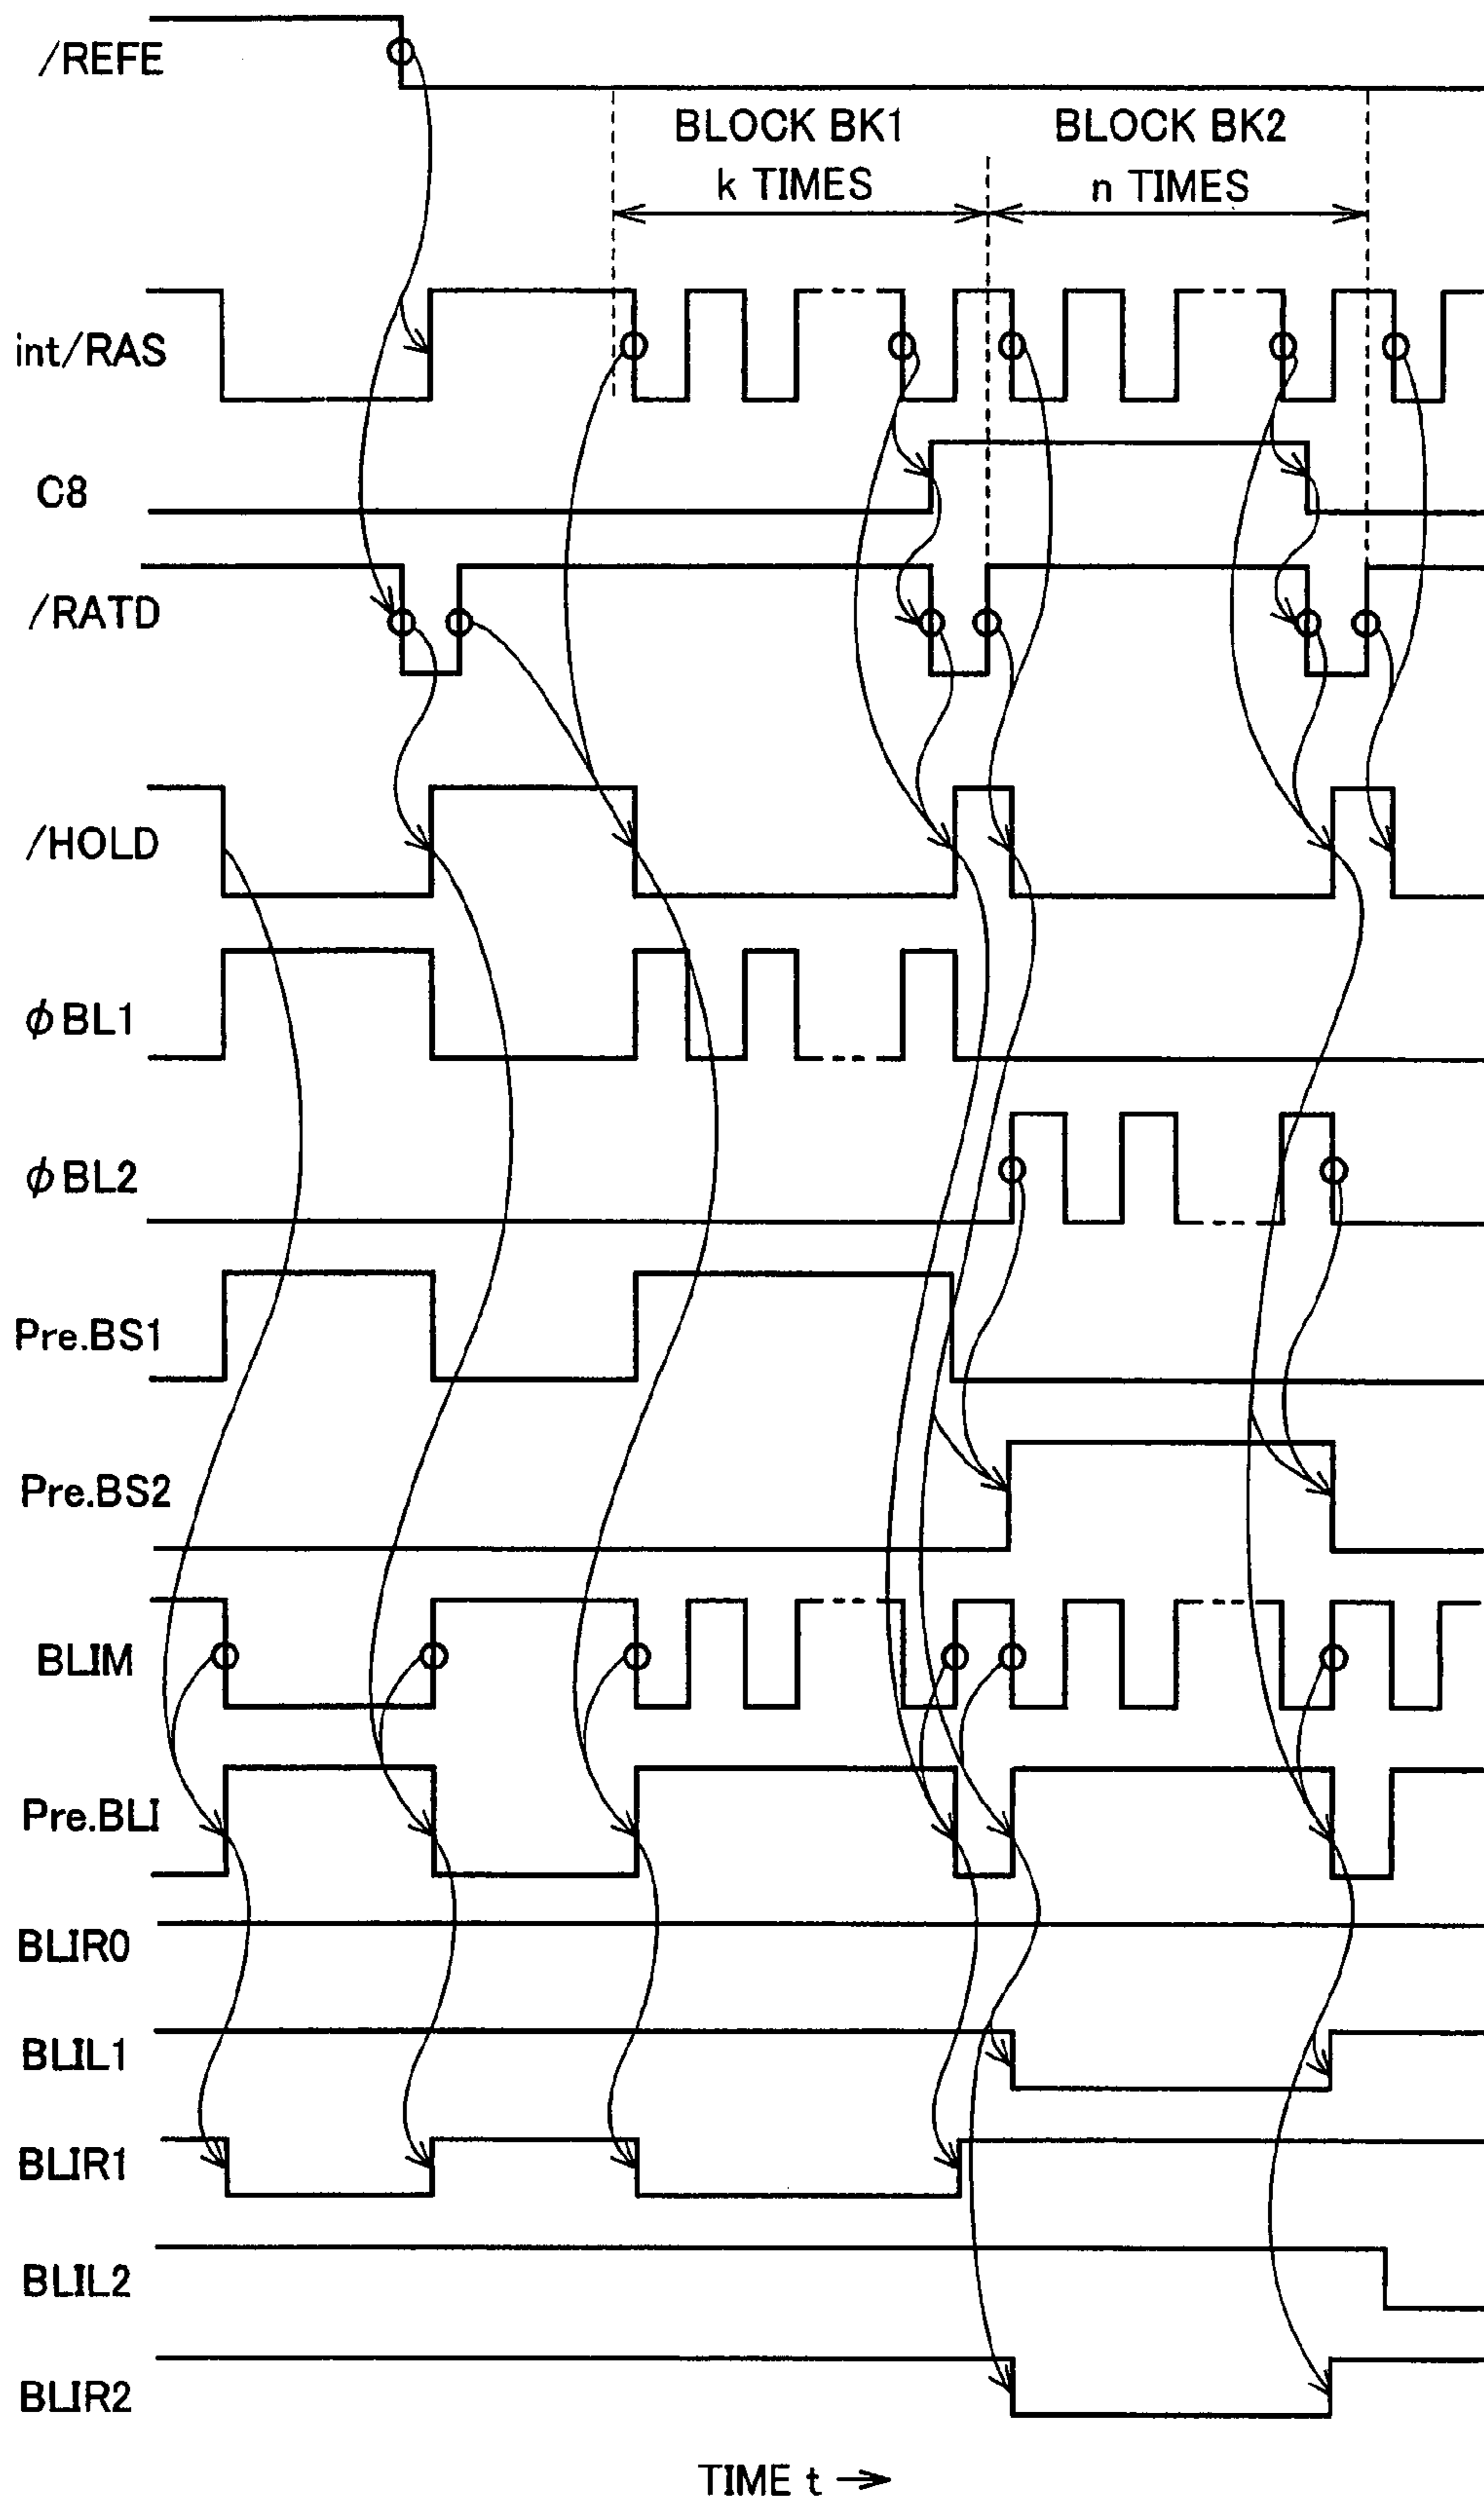 /REFE
BLOCK BK1 BLOCK BK2
k TIMES n TIMES
int/RAS
C8
/RATD
/HOLD
ϕBL1
ϕBL2
Pre.BS1
Pre.BS2
BLIM
Pre.BLI
BLIR0
BLIL1
BLIR1
BLIL2
BLIR2
TIME t →